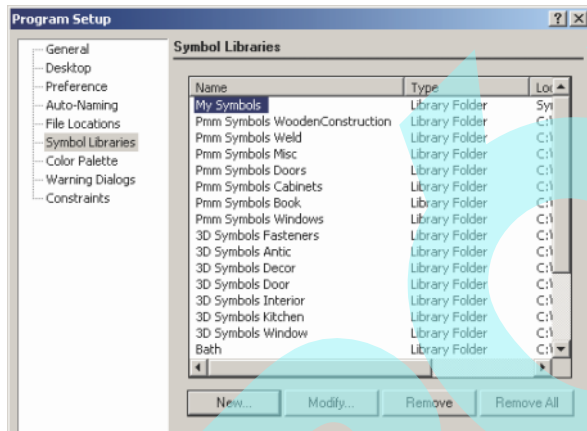 Program Setup
General
Desktop
Preference
Auto-Naming
File Locations
Symbol Libraries
Color Palette
Warning Dialogs
Constraints
Symbol Libraries
Name Type Loc
My Symbols Library Folder Syı
Pmm Symbols WoodenConstruction Library Folder C:\
Pmm Symbols Weld Library Folder C:\
Pmm Symbols Misc Library Folder C:\
Pmm Symbols Doors Library Folder C:\
Pmm Symbols Cabinets Library Folder C:\
Pmm Symbols Book Library Folder C:\
Pmm Symbols Windows Library Folder C:\
3D Symbols Fasteners Library Folder C:\
3D Symbols Antic Library Folder C:\
3D Symbols Decor Library Folder C:\
3D Symbols Door Library Folder C:\
3D Symbols Interior Library Folder C:\
3D Symbols Kitchen Library Folder C:\
3D Symbols Window Library Folder C:\
Bath Library Folder C:\
New... Modify... Remove Remove All